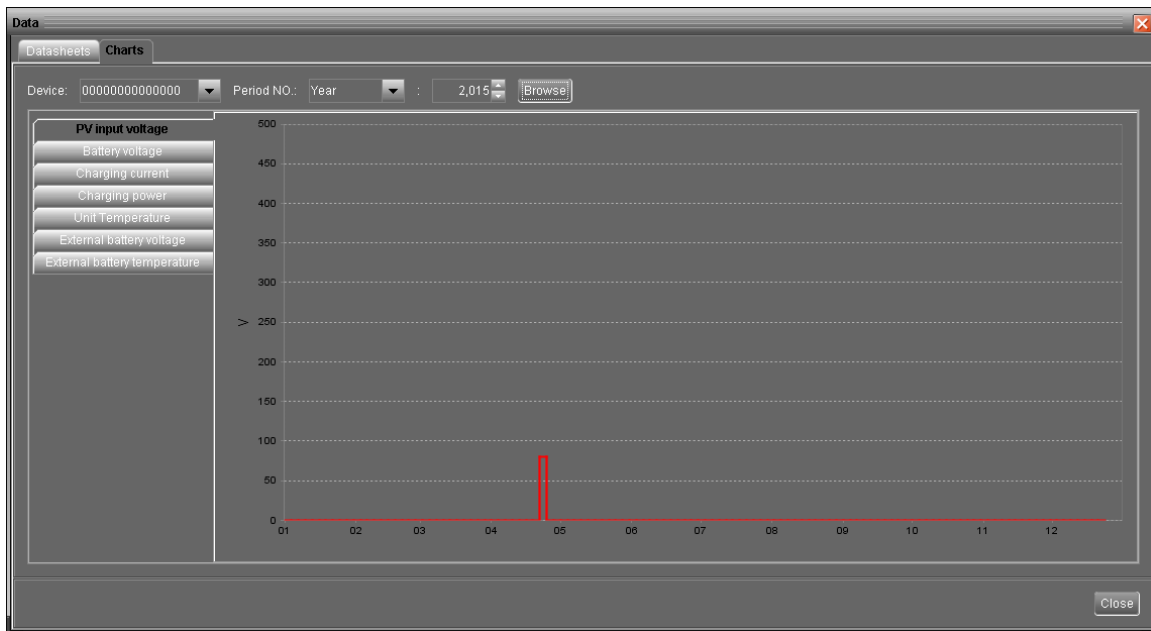 Data
Datasheets Charts
Device: 00000000000000 Period NO.: Year : 2,015 Browse
PV input voltage
Battery voltage
Charging current
Charging power
Unit Temperature
External battery voltage
External battery temperature
500
450
400
350
300
V 250
200
150
100
50
0
01 02 03 04 05 06 07 08 09 10 11 12
Close